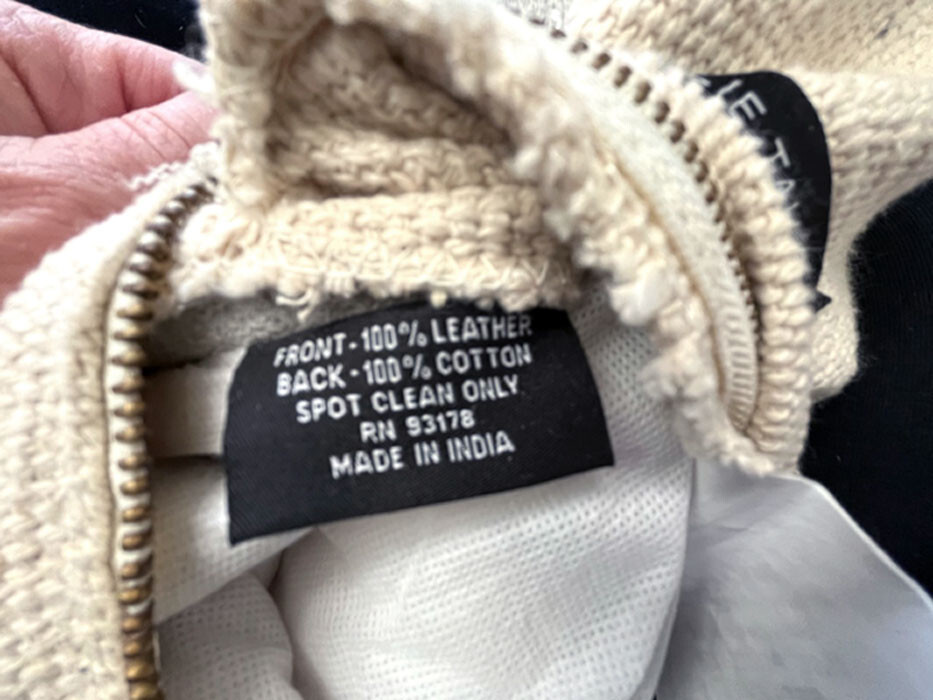 FRONT-100% LEATHER
BACK-100% COTTON
SPOT CLEAN ONLY
RN 93178
MADE IN INDIA